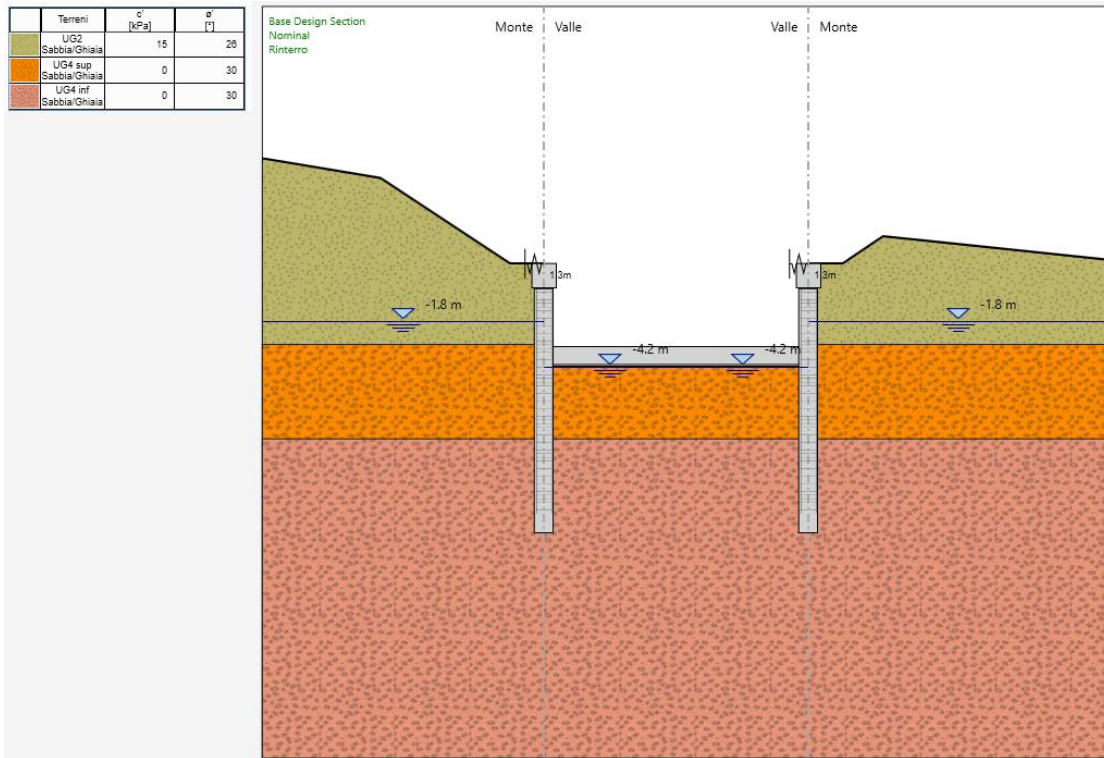 Terreni c' ø'
[kPa] [°]
UG2
Sabbia/Ghiaia 15 26
UG4 sup
Sabbia/Ghiaia 0 30
UG4 inf
Sabbia/Ghiaia 0 30
Base Design Section
Nominal
Rinterro
Monte Valle Valle Monte
1.3m 1.3m
-1.8 m -1.8 m
-4.2 m -4.2 m